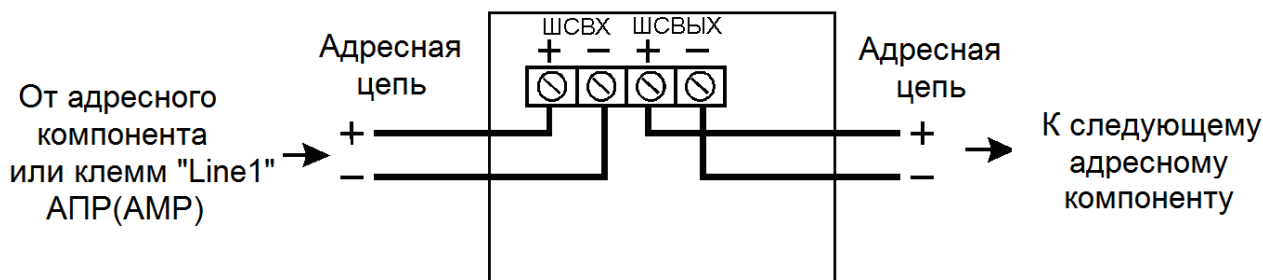 ШСВХ ШСВЫХ
+ − + −
Адресная
цепь
От адресного
компонента
или клемм "Line1"
АПР(АМР)
+
−
Адресная
цепь
+
−
К следующему
адресному
компоненту